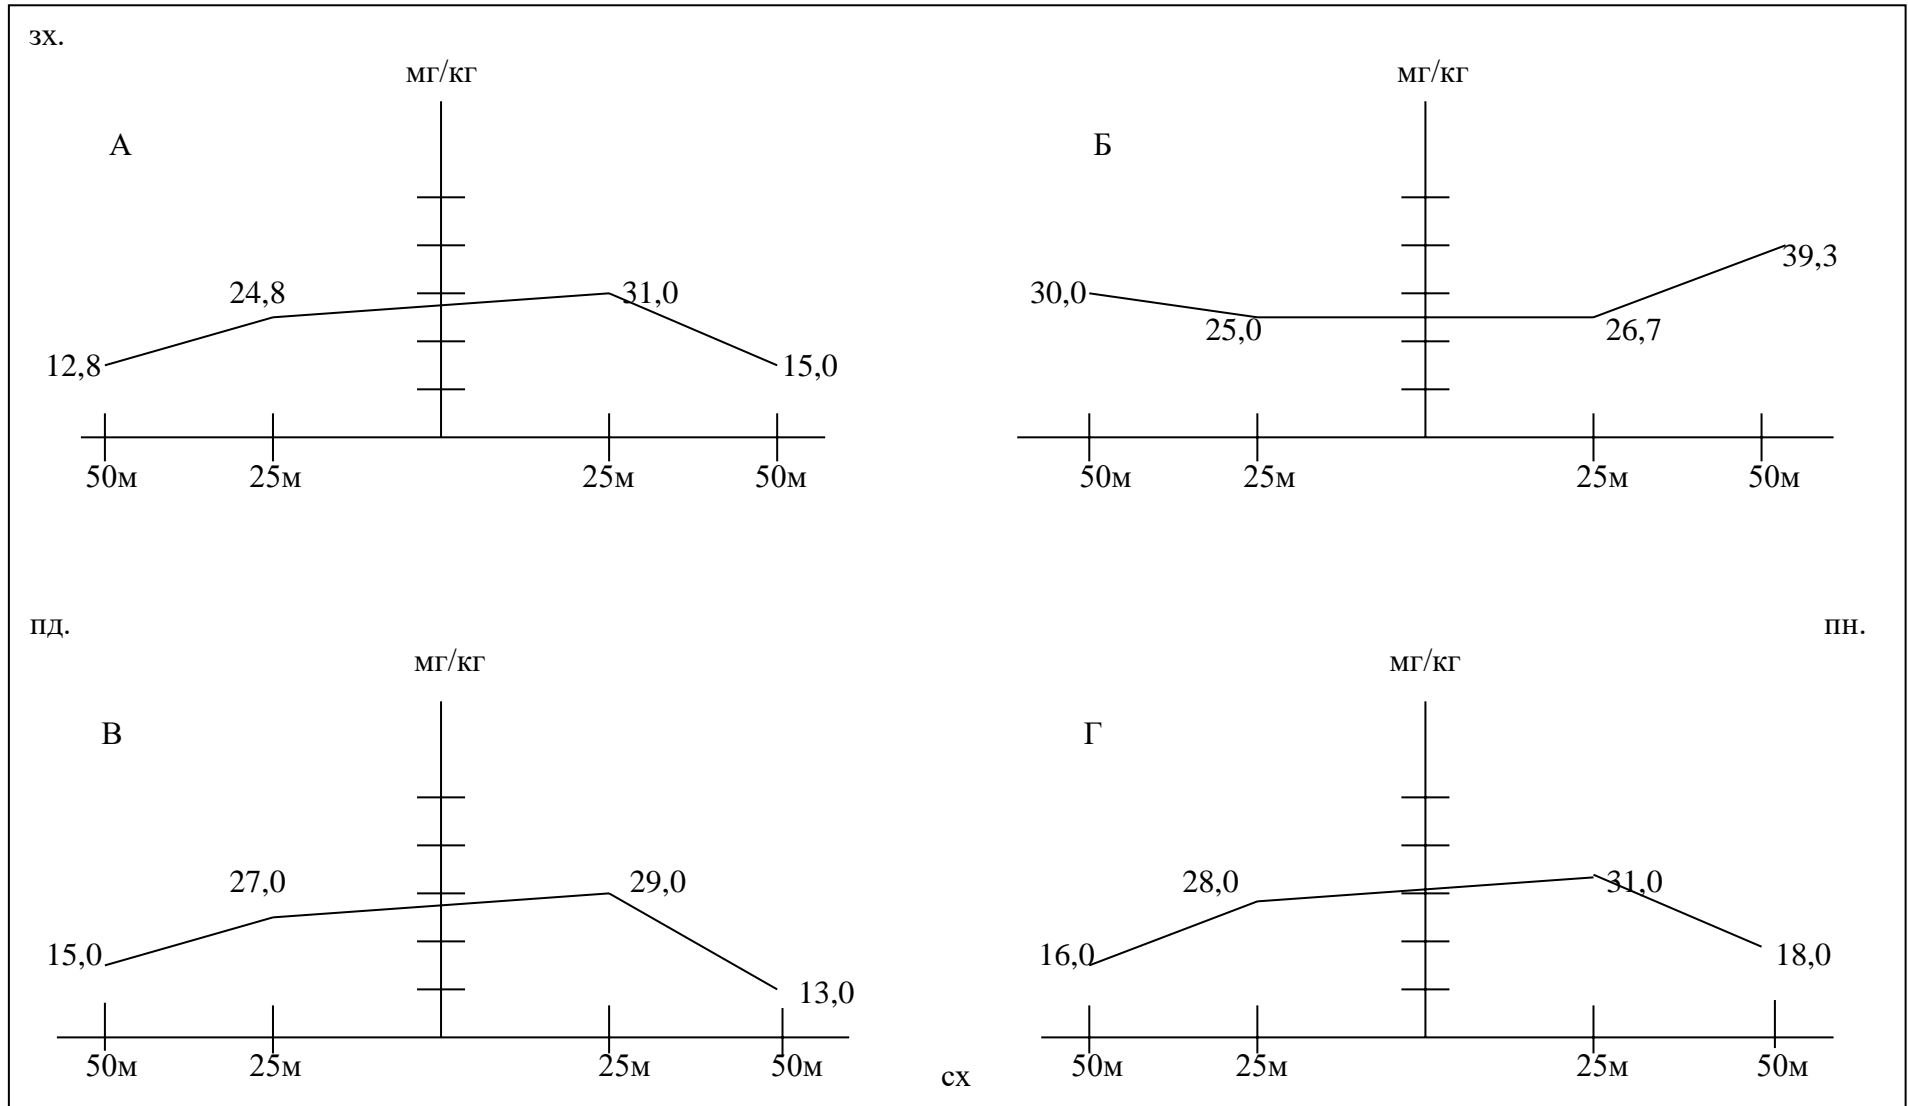 зх.
мг/кг мг/кг
А Б
24,8 31,0 30,0 39,3
25,0 26,7
12,8 15,0
50м 25м 25м 50м 50м 25м 25м 50м
пд. пн.
мг/кг мг/кг
В Г
27,0 29,0 28,0 31,0
15,0 13,0 16,0 18,0
50м 25м 25м 50м 50м 25м 25м 50м
сх